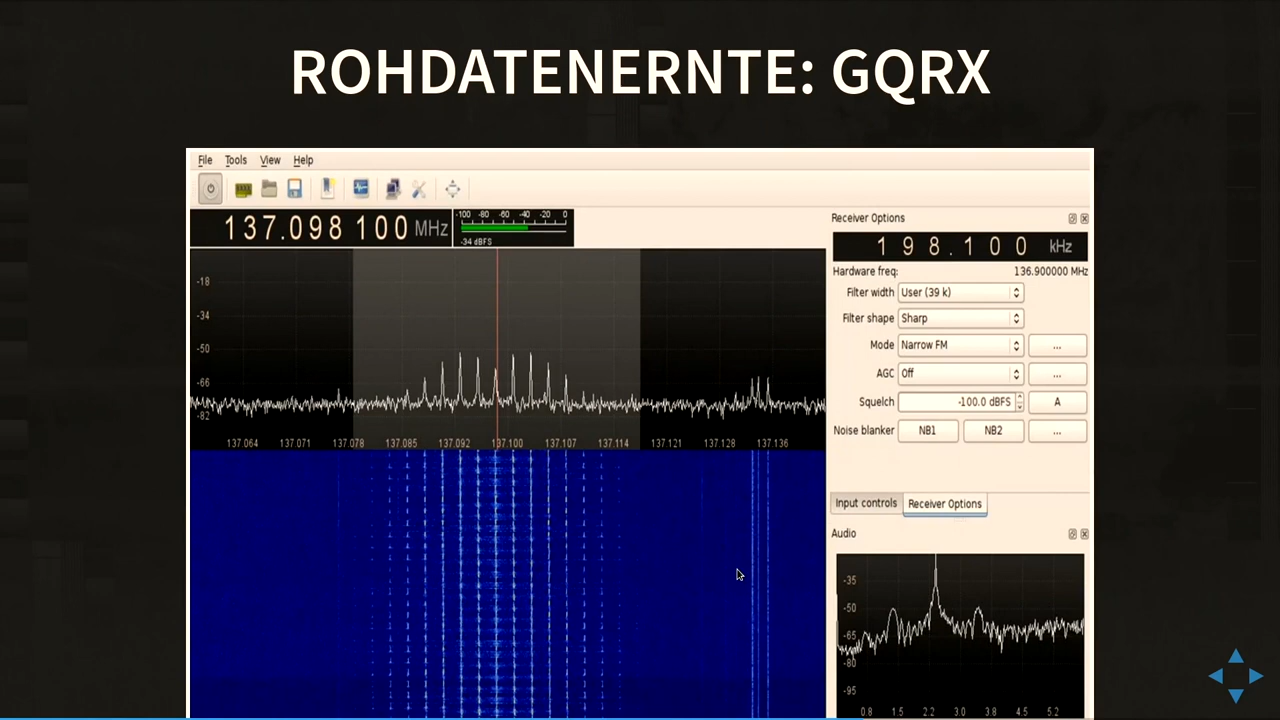 ROHDATENERNTE: GQRX
File Tools View Help
137.098 100 MHz
-100 -80 -60 -40 -20 0
-34 dBFS
-18
-34
-50
-66
-82
137.064 137.071 137.078 137.085 137.092 137.100 137.107 137.114 137.121 137.128 137.136
Receiver Options
198.100 kHz
Hardware freq: 136.900000 MHz
Filter width User (39 k)
Filter shape Sharp
Mode Narrow FM ...
AGC Off ...
Squelch -100.0 dBFS A
Noise blanker NB1 NB2 ...
Input controls Receiver Options
Audio
-35
-50
-65
-80
-95
0.8 1.5 2.2 3.0 3.8 4.5 5.2